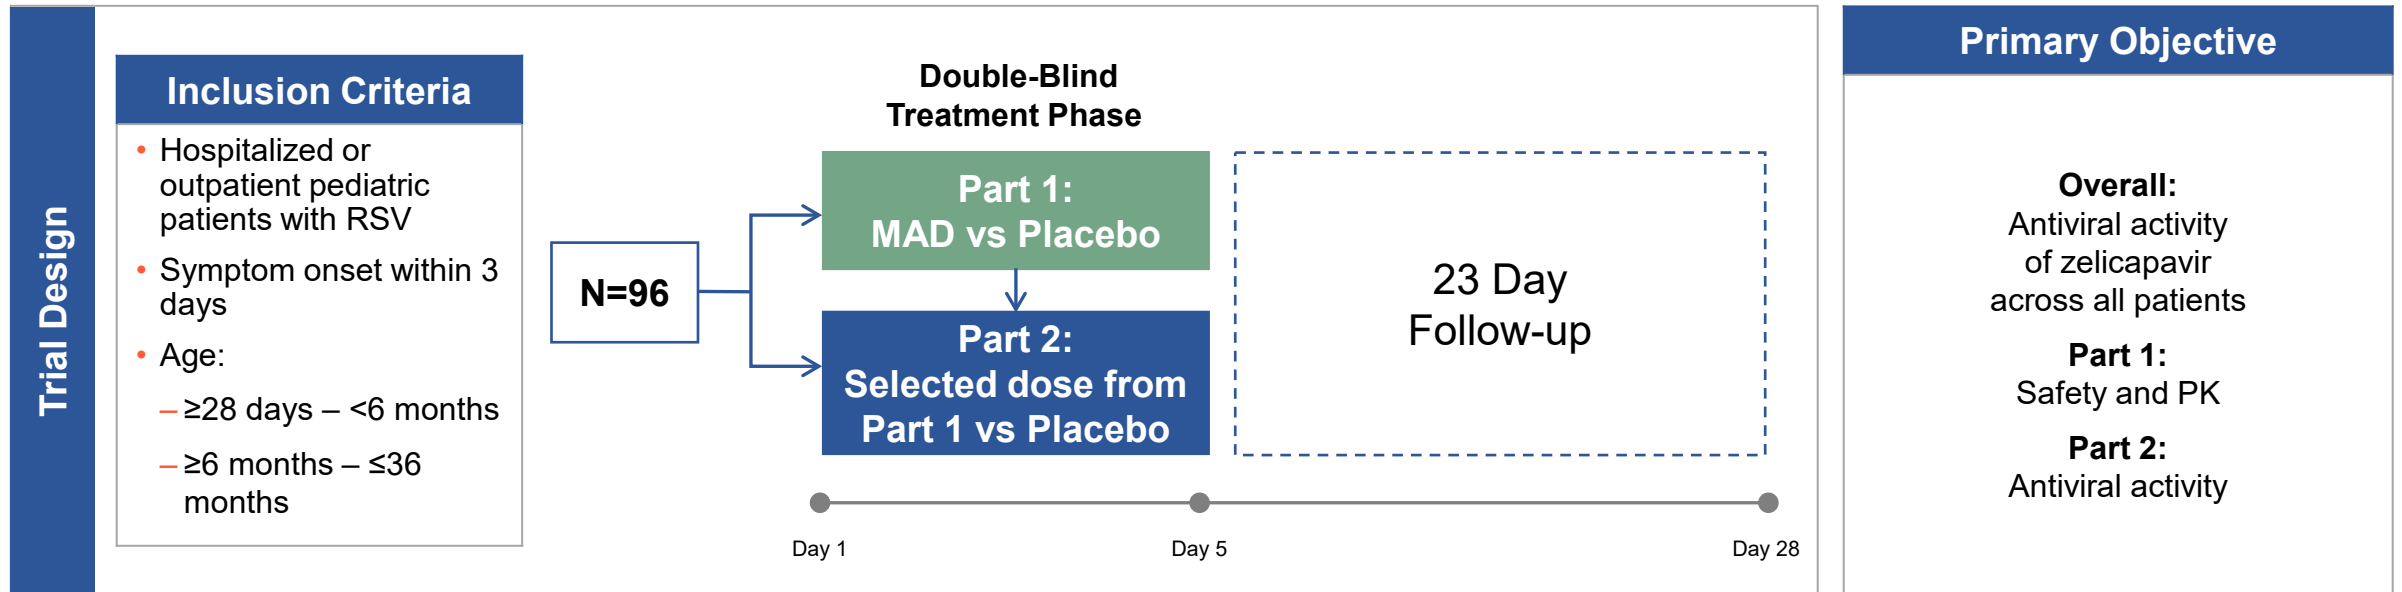 Trial Design
Inclusion Criteria
• Hospitalized or
outpatient pediatric
patients with RSV
• Symptom onset within 3
days
• Age:
– ≥28 days – <6 months
– ≥6 months – ≤36
months
N=96
Double-Blind
Treatment Phase
Part 1:
MAD vs Placebo
Part 2:
Selected dose from
Part 1 vs Placebo
23 Day
Follow-up
Day 1
Day 5
Day 28
Primary Objective
Overall:
Antiviral activity
of zelicapavir
across all patients
Part 1:
Safety and PK
Part 2:
Antiviral activity